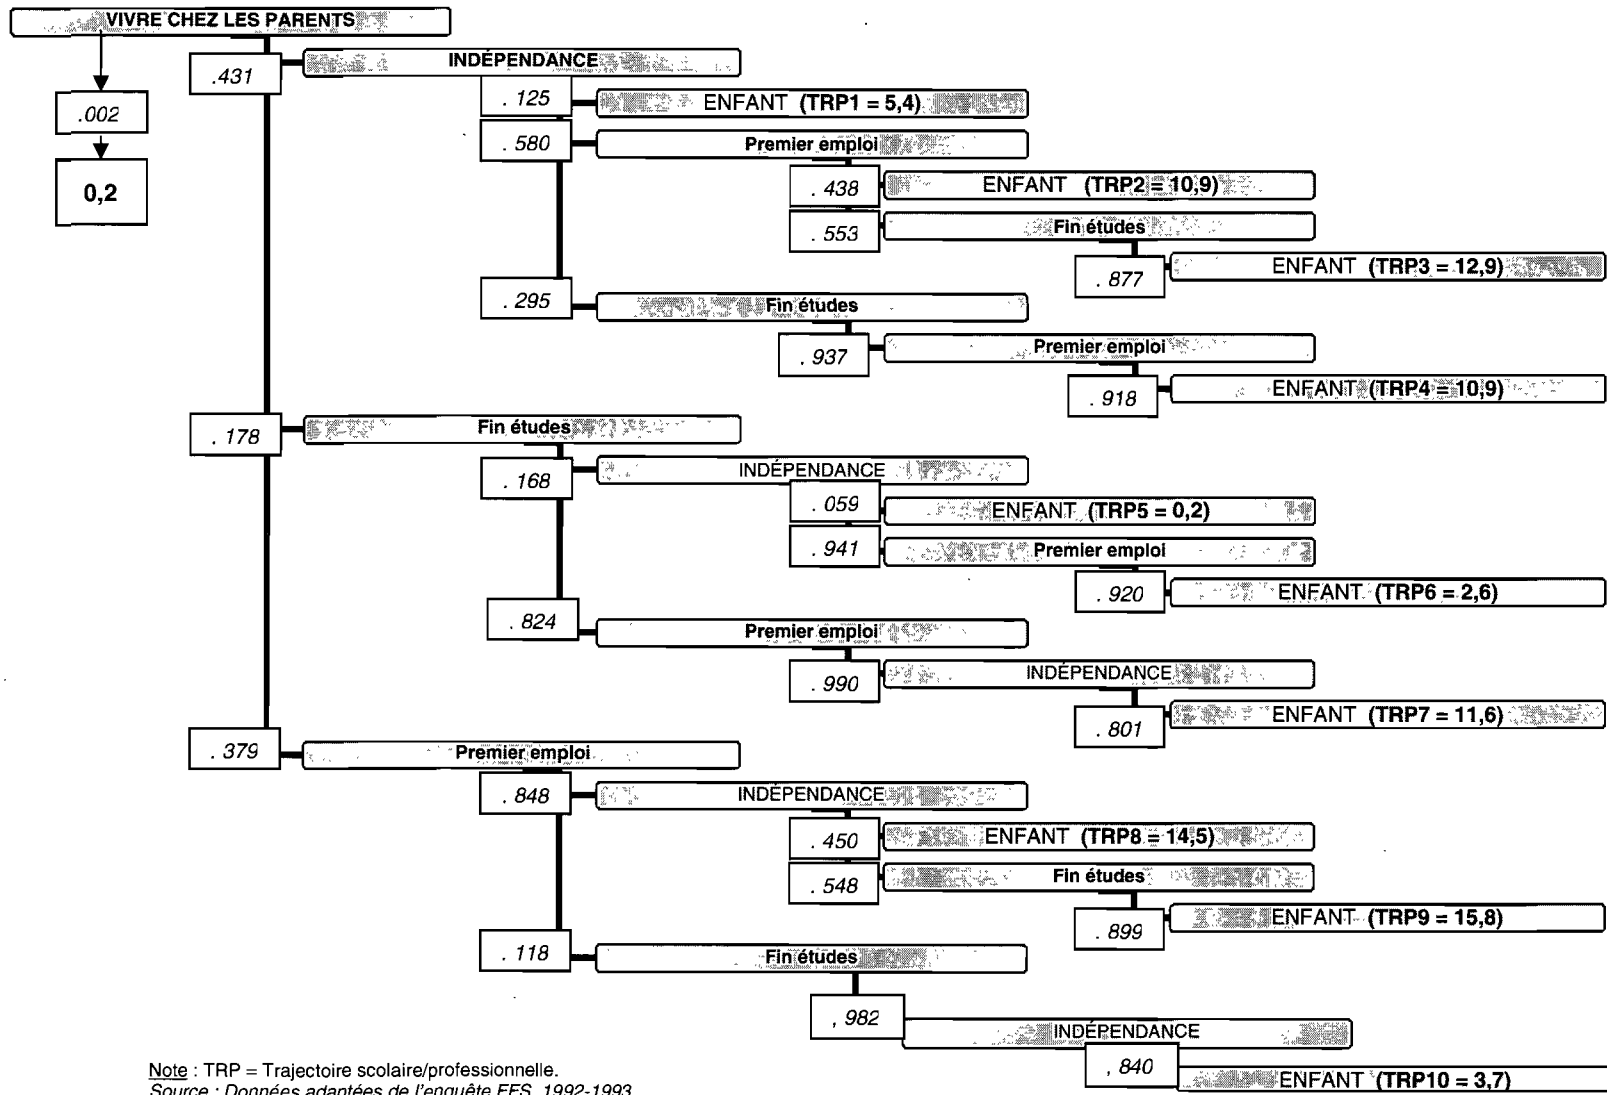 VIVRE CHEZ LES PARENTS
.431
INDÉPENDANCE
.002
0,2
. 125
ENFANT (TRP1 = 5,4)
. 580
Premier emploi
. 438
ENFANT (TRP2 = 10,9)
. 553
Fin études
. 877
ENFANT (TRP3 = 12,9)
. 295
Fin études
. 937
Premier emploi
. 918
ENFANT (TRP4 = 10,9)
. 178
Fin études
. 168
INDÉPENDANCE
. 059
ENFANT (TRP5 = 0,2)
. 941
Premier emploi
. 920
ENFANT (TRP6 = 2,6)
. 824
Premier emploi
. 990
INDÉPENDANCE
. 801
ENFANT (TRP7 = 11,6)
. 379
Premier emploi
. 848
INDÉPENDANCE
. 450
ENFANT (TRP8 = 14,5)
. 548
Fin études
. 899
ENFANT (TRP9 = 15,8)
. 118
Fin études
, 982
INDÉPENDANCE
, 840
ENFANT (TRP10 = 3,7)
Note : TRP = Trajectoire scolaire/professionnelle.
Source : Données adaptées de l'enquête FFS, 1992-1993